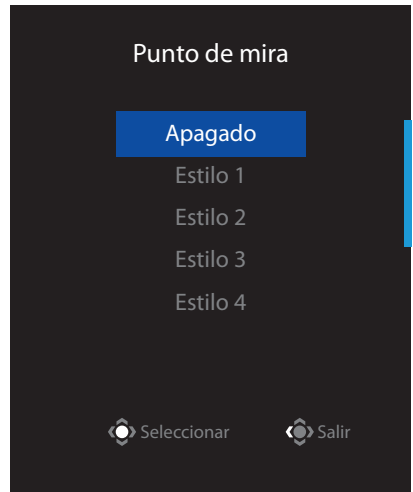 Punto de mira
Apagado
Estilo 1
Estilo 2
Estilo 3
Estilo 4
Seleccionar Salir